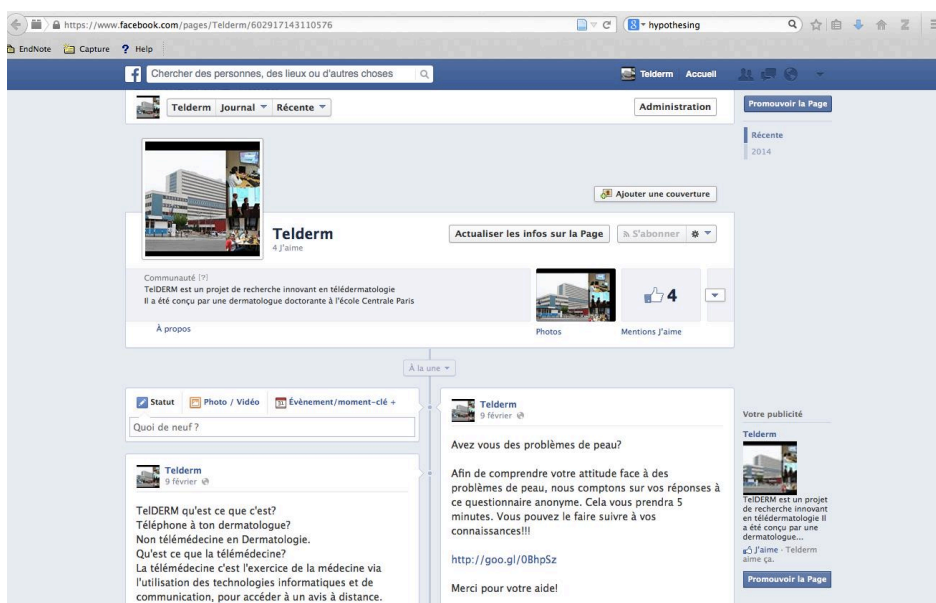 https://www.facebook.com/pages/Telderm/602917143110576
hypothesing
EndNote Capture ? Help
Chercher des personnes, des lieux ou d'autres choses
Telderm Accueil
Telderm Journal Récente
Administration
Promouvoir la Page
Récente
2014
Ajouter une couverture
Telderm
4 J'aime
Actualiser les infos sur la Page
S'abonner
Communauté [?]
TelDERM est un projet de recherche innovant en télédermatologie
Il a été conçu par une dermatologue doctorante à l'école Centrale Paris
À propos
Photos
4
Mentions J'aime
À la une
Statut Photo / Vidéo 31 Évènement/moment-clé +
Quoi de neuf ?
Telderm
9 février
TelDERM qu'est ce que c'est?
Téléphone à ton dermatologue?
Non télémédecine en Dermatologie.
Qu'est ce que la télémédecine?
La télémédecine c'est l'exercice de la médecine via
l'utilisation des technologies informatiques et de
communication, pour accéder à un avis à distance.
Telderm
9 février
Avez vous des problèmes de peau?
Afin de comprendre votre attitude face à des
problèmes de peau, nous comptons sur vos réponses à
ce questionnaire anonyme. Cela vous prendra 5
minutes. Vous pouvez le faire suivre à vos
connaissances!!!
http://goo.gl/0BhpSz
Merci pour votre aide!
Votre publicité
Telderm
TelDERM est un projet
de recherche innovant
en télédermatologie Il
a été conçu par une
dermatologue...
J'aime · Telderm
aime ça.
Promouvoir la Page